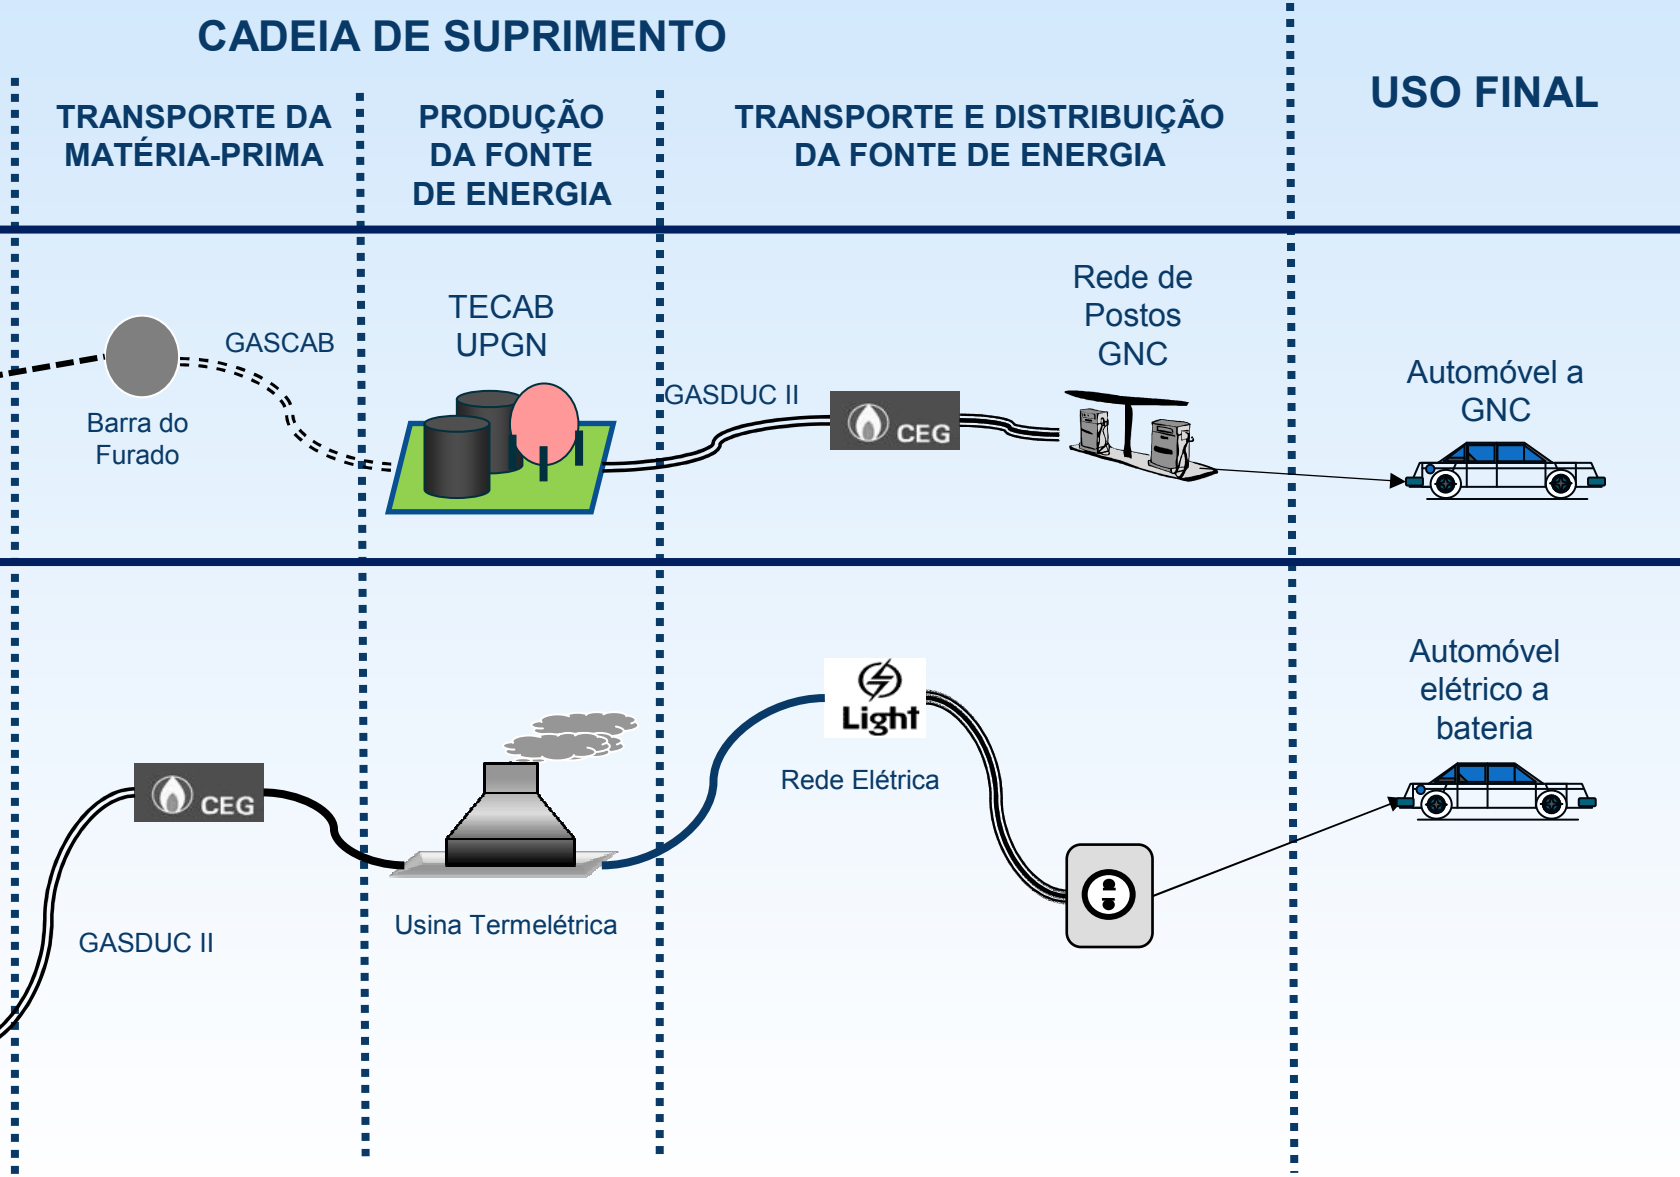 CADEIA DE SUPRIMENTO
USO FINAL
TRANSPORTE DA
MATÉRIA-PRIMA
PRODUÇÃO
DA FONTE
DE ENERGIA
TRANSPORTE E DISTRIBUIÇÃO
DA FONTE DE ENERGIA
Barra do
Furado
GASCAB
TECAB
UPGN
GASDUC II
CEG
Rede de
Postos
GNC
Automóvel a
GNC
GASDUC II
CEG
Usina Termelétrica
Light
Rede Elétrica
Automóvel
elétrico a
bateria